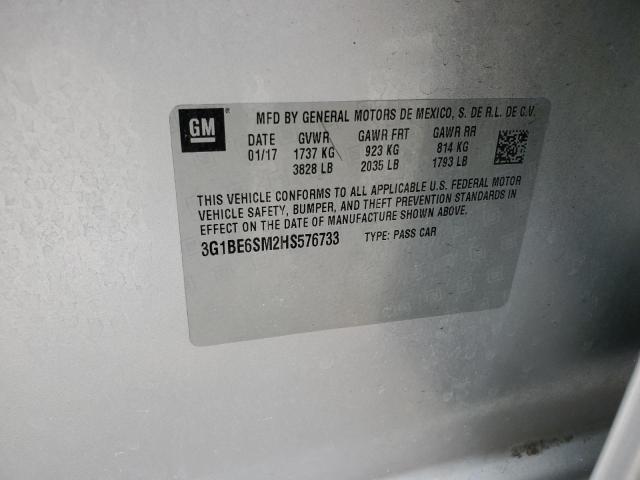 GM ®
MFD BY GENERAL MOTORS DE MEXICO, S. DE R.L. DE C.V.
DATE GVWR GAWR FRT GAWR RR
01/17 1737 KG 923 KG 814 KG
3828 LB 2035 LB 1793 LB
THIS VEHICLE CONFORMS TO ALL APPLICABLE U.S. FEDERAL MOTOR
VEHICLE SAFETY, BUMPER, AND THEFT PREVENTION STANDARDS IN
EFFECT ON THE DATE OF MANUFACTURE SHOWN ABOVE.
3G1BE6SM2HS576733 TYPE: PASS CAR